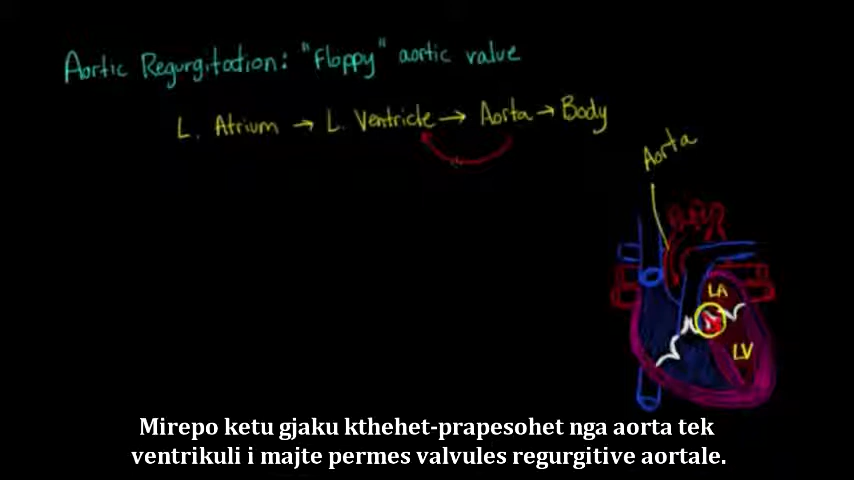 Aortic Regurgitation: "Floppy" aortic valve
L. Atrium → L. Ventricle → Aorta → Body
Aorta
LA
LV
Mirepo ketu gjaku kthehet-prapesohet nga aorta tek
ventrikuli i majte permes valvules regurgitive aortale.